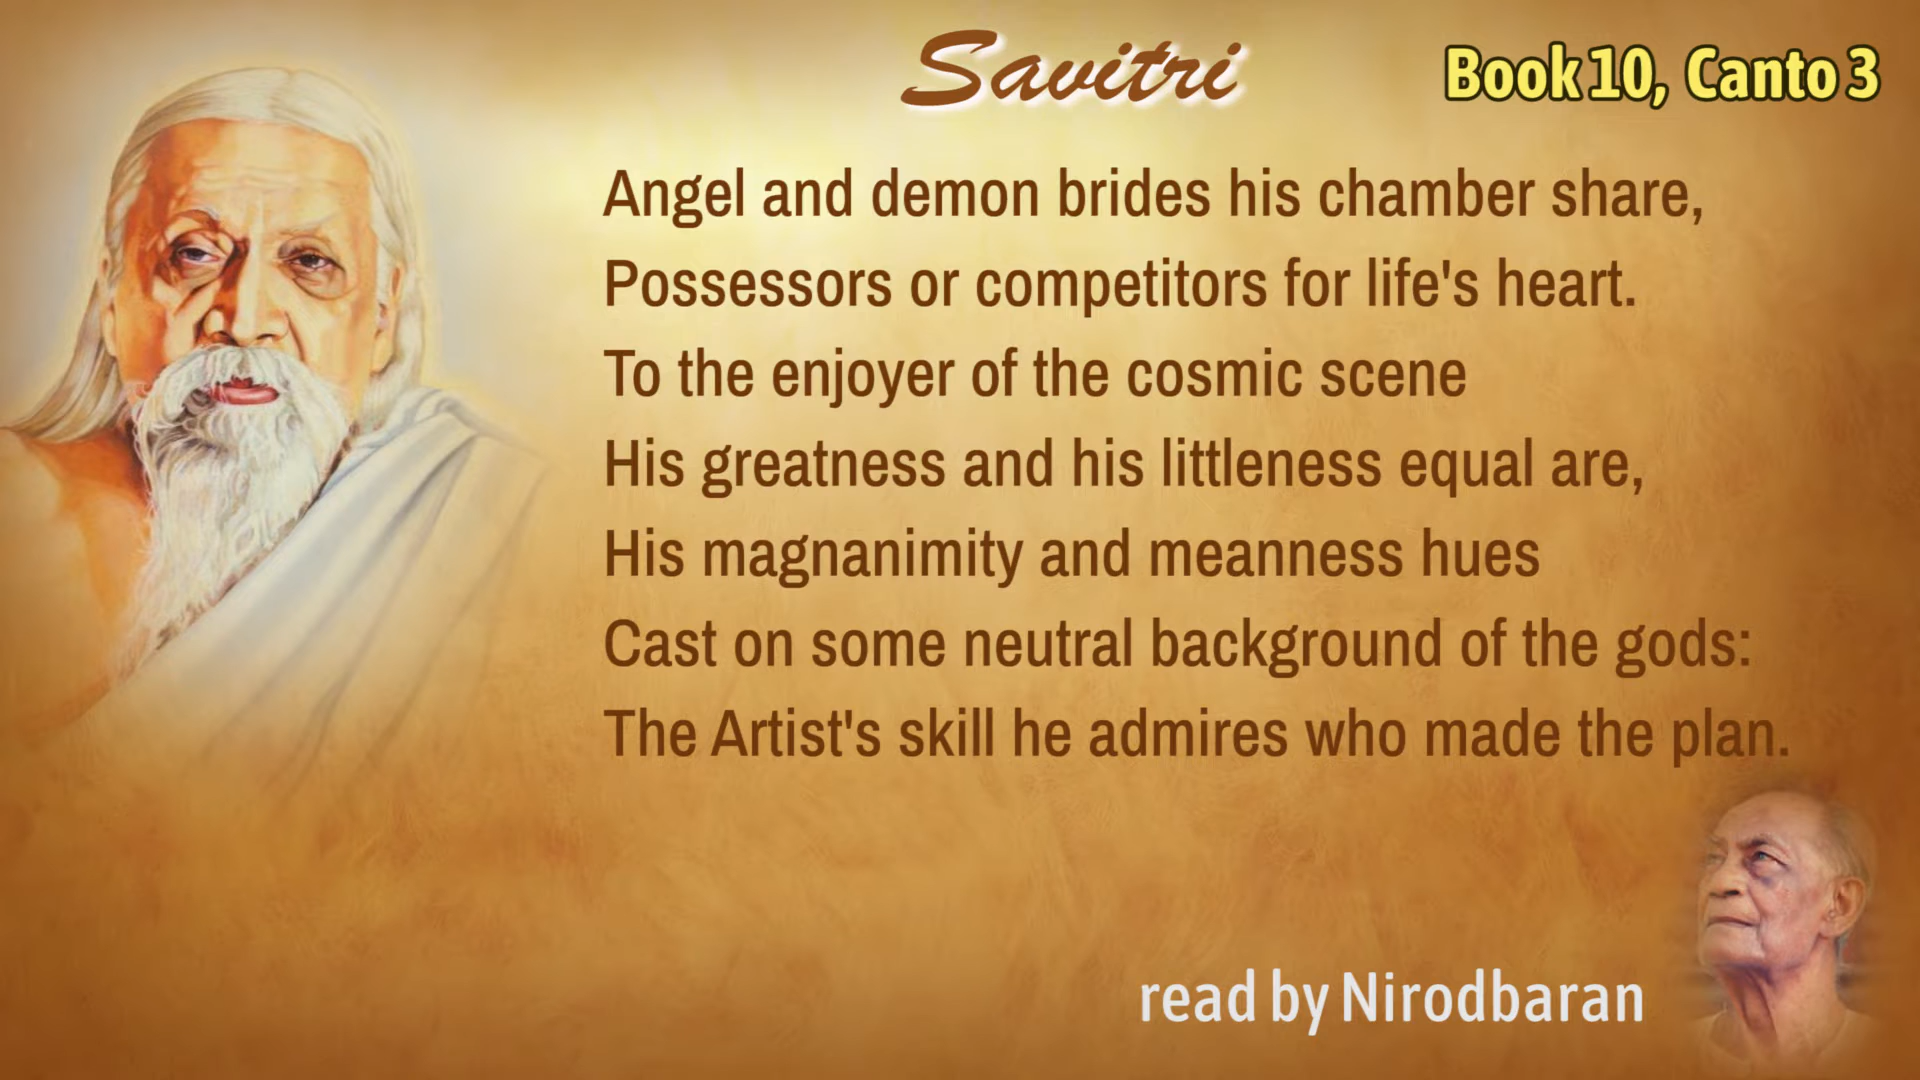 Savitri
Book 10, Canto 3
Angel and demon brides his chamber share,
Possessors or competitors for life's heart.
To the enjoyer of the cosmic scene
His greatness and his littleness equal are,
His magnanimity and meanness hues
Cast on some neutral background of the gods:
The Artist's skill he admires who made the plan.
read by Nirodbaran